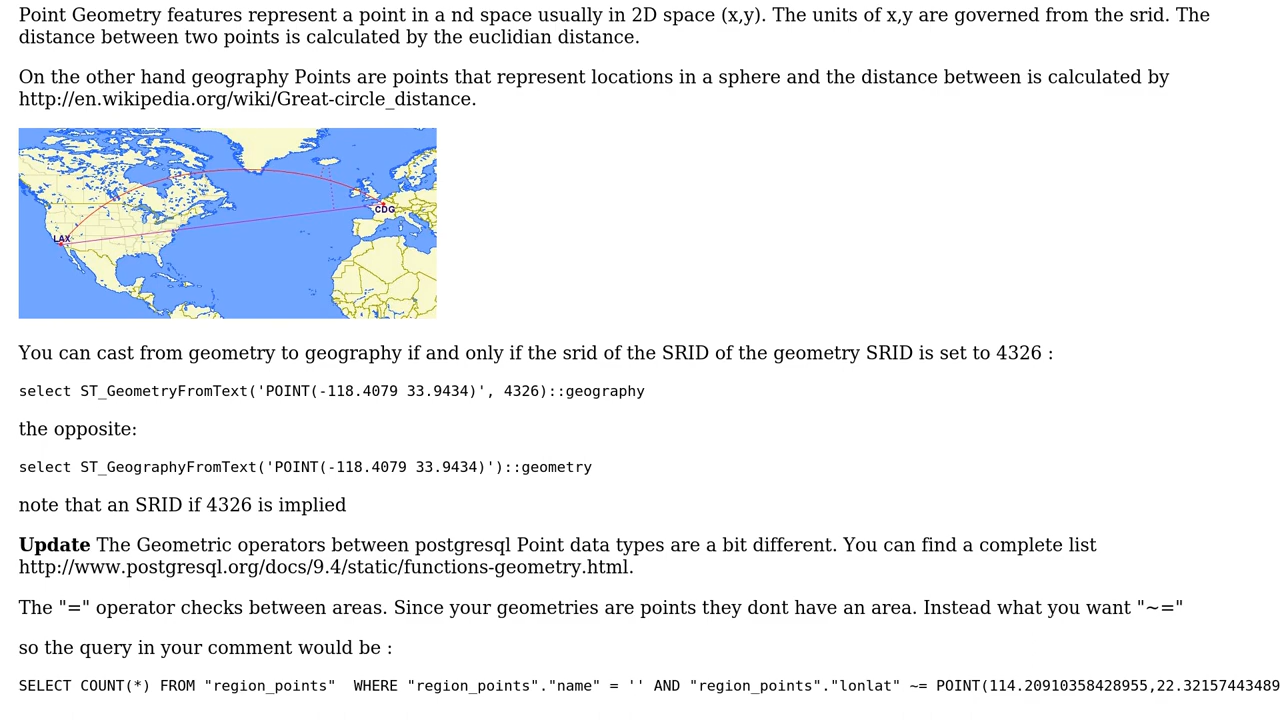 Point Geometry features represent a point in a nd space usually in 2D space (x,y). The units of x,y are governed from the srid. The
distance between two points is calculated by the euclidian distance.
On the other hand geography Points are points that represent locations in a sphere and the distance between is calculated by
http://en.wikipedia.org/wiki/Great-circle_distance.
CDG
LAX
You can cast from geometry to geography if and only if the srid of the SRID of the geometry SRID is set to 4326 :
select ST_GeometryFromText('POINT(-118.4079 33.9434)', 4326)::geography
the opposite:
select ST_GeographyFromText('POINT(-118.4079 33.9434)')::geometry
note that an SRID if 4326 is implied
Update The Geometric operators between postgresql Point data types are a bit different. You can find a complete list
http://www.postgresql.org/docs/9.4/static/functions-geometry.html.
The "=" operator checks between areas. Since your geometries are points they dont have an area. Instead what you want "~="
so the query in your comment would be :
SELECT COUNT(*) FROM "region_points"  WHERE "region_points"."name" = '' AND "region_points"."lonlat" ~= POINT(114.20910358428955,22.32157443489